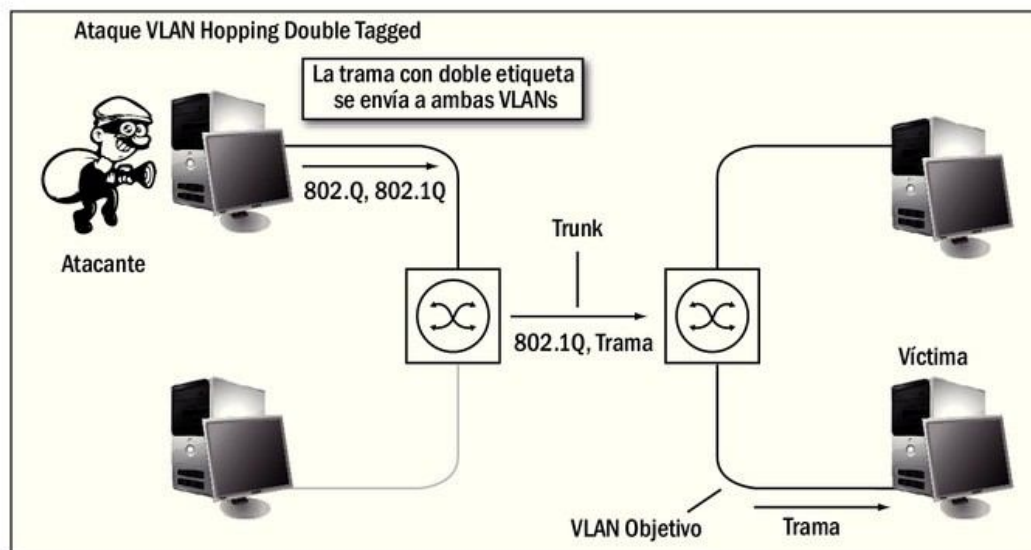 Ataque VLAN Hopping Double Tagged
La trama con doble etiqueta
se envía a ambas VLANs
802.Q, 802.1Q
Atacante
Trunk
802.1Q, Trama
Víctima
VLAN Objetivo
Trama